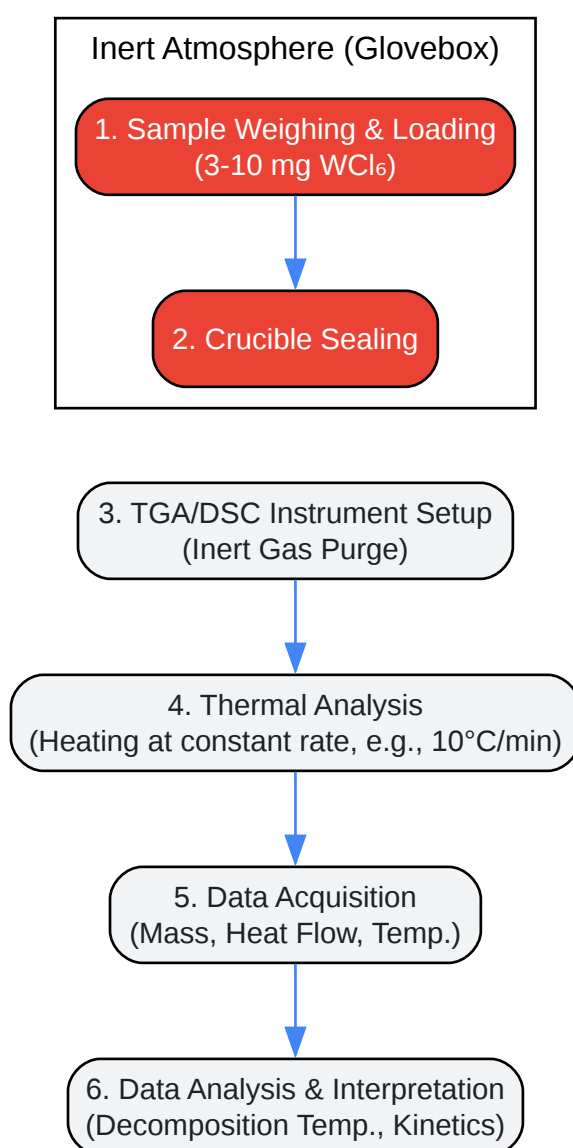 Inert Atmosphere (Glovebox)
1. Sample Weighing & Loading
(3-10 mg WCl₆)
2. Crucible Sealing
3. TGA/DSC Instrument Setup
(Inert Gas Purge)
4. Thermal Analysis
(Heating at constant rate, e.g., 10°C/min)
5. Data Acquisition
(Mass, Heat Flow, Temp.)
6. Data Analysis & Interpretation
(Decomposition Temp., Kinetics)